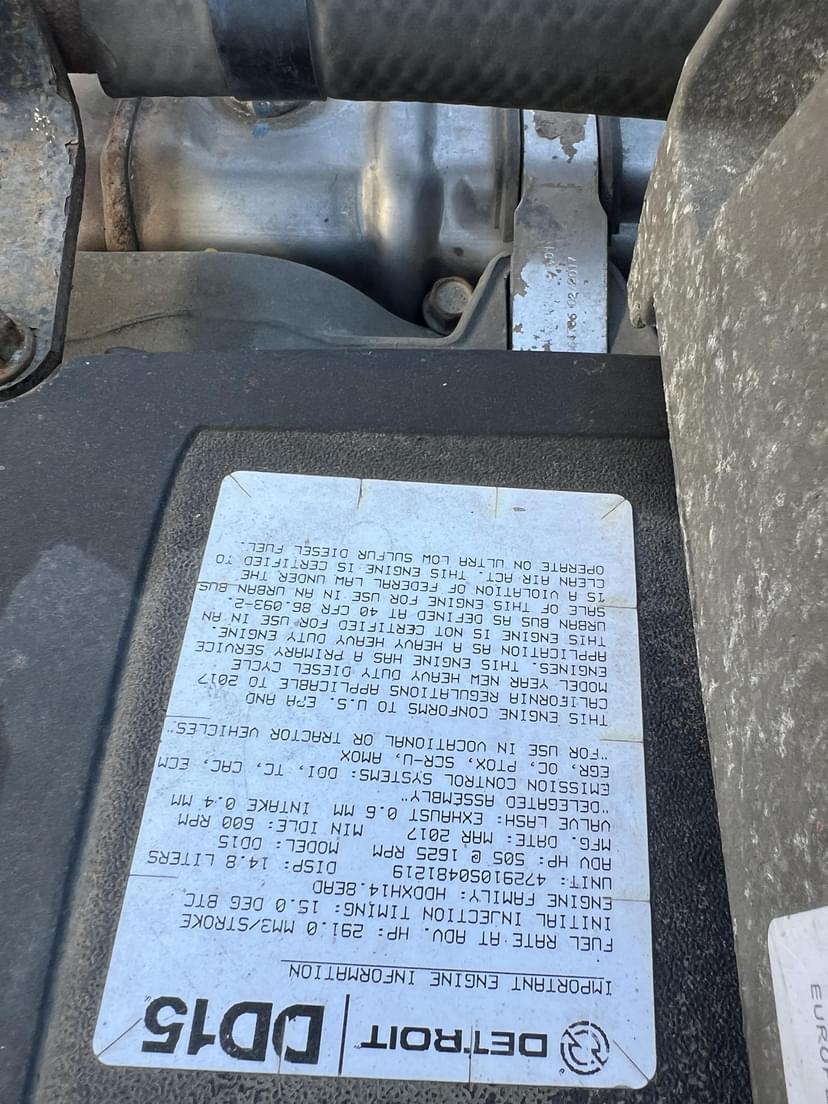 DETROIT DD15
IMPORTANT ENGINE INFORMATION
FUEL RATE AT ADV. HP: 291.0 MM3/STROKE
INITIAL INJECTION TIMING: 15.0 DEG BTC
ENGINE FAMILY: HDDXH14.8EAD
UNIT: 472910S0481219 DISP: 14.8 LITERS
ADV HP: 505 @ 1625 RPM MODEL: DD15
MFG. DATE: MAR 2017 MIN IDLE: 600 RPM
VALVE LASH: EXHAUST 0.6 MM INTAKE 0.4 MM
"DELEGATED ASSEMBLY"
EMISSION CONTROL SYSTEMS: DDI, TC, CAC, ECM
EGR, OC, PTOX, SCR-U, AMOX
"FOR USE IN VOCATIONAL OR TRACTOR VEHICLES"
THIS ENGINE CONFORMS TO U.S. EPA AND
CALIFORNIA REGULATIONS APPLICABLE TO 2017
MODEL YEAR NEW HEAVY DUTY DIESEL CYCLE
ENGINES. THIS ENGINE HAS A PRIMARY SERVICE
APPLICATION AS A HEAVY HEAVY DUTY ENGINE.
THIS ENGINE IS NOT CERTIFIED FOR USE IN AN
URBAN BUS AS DEFINED AT 40 CFR 86.093-2.
SALE OF THIS ENGINE FOR USE IN AN URBAN BUS
IS A VIOLATION OF FEDERAL LAW UNDER THE
CLEAN AIR ACT. THIS ENGINE IS CERTIFIED TO
OPERATE ON ULTRA LOW SULFUR DIESEL FUEL.
02/2017